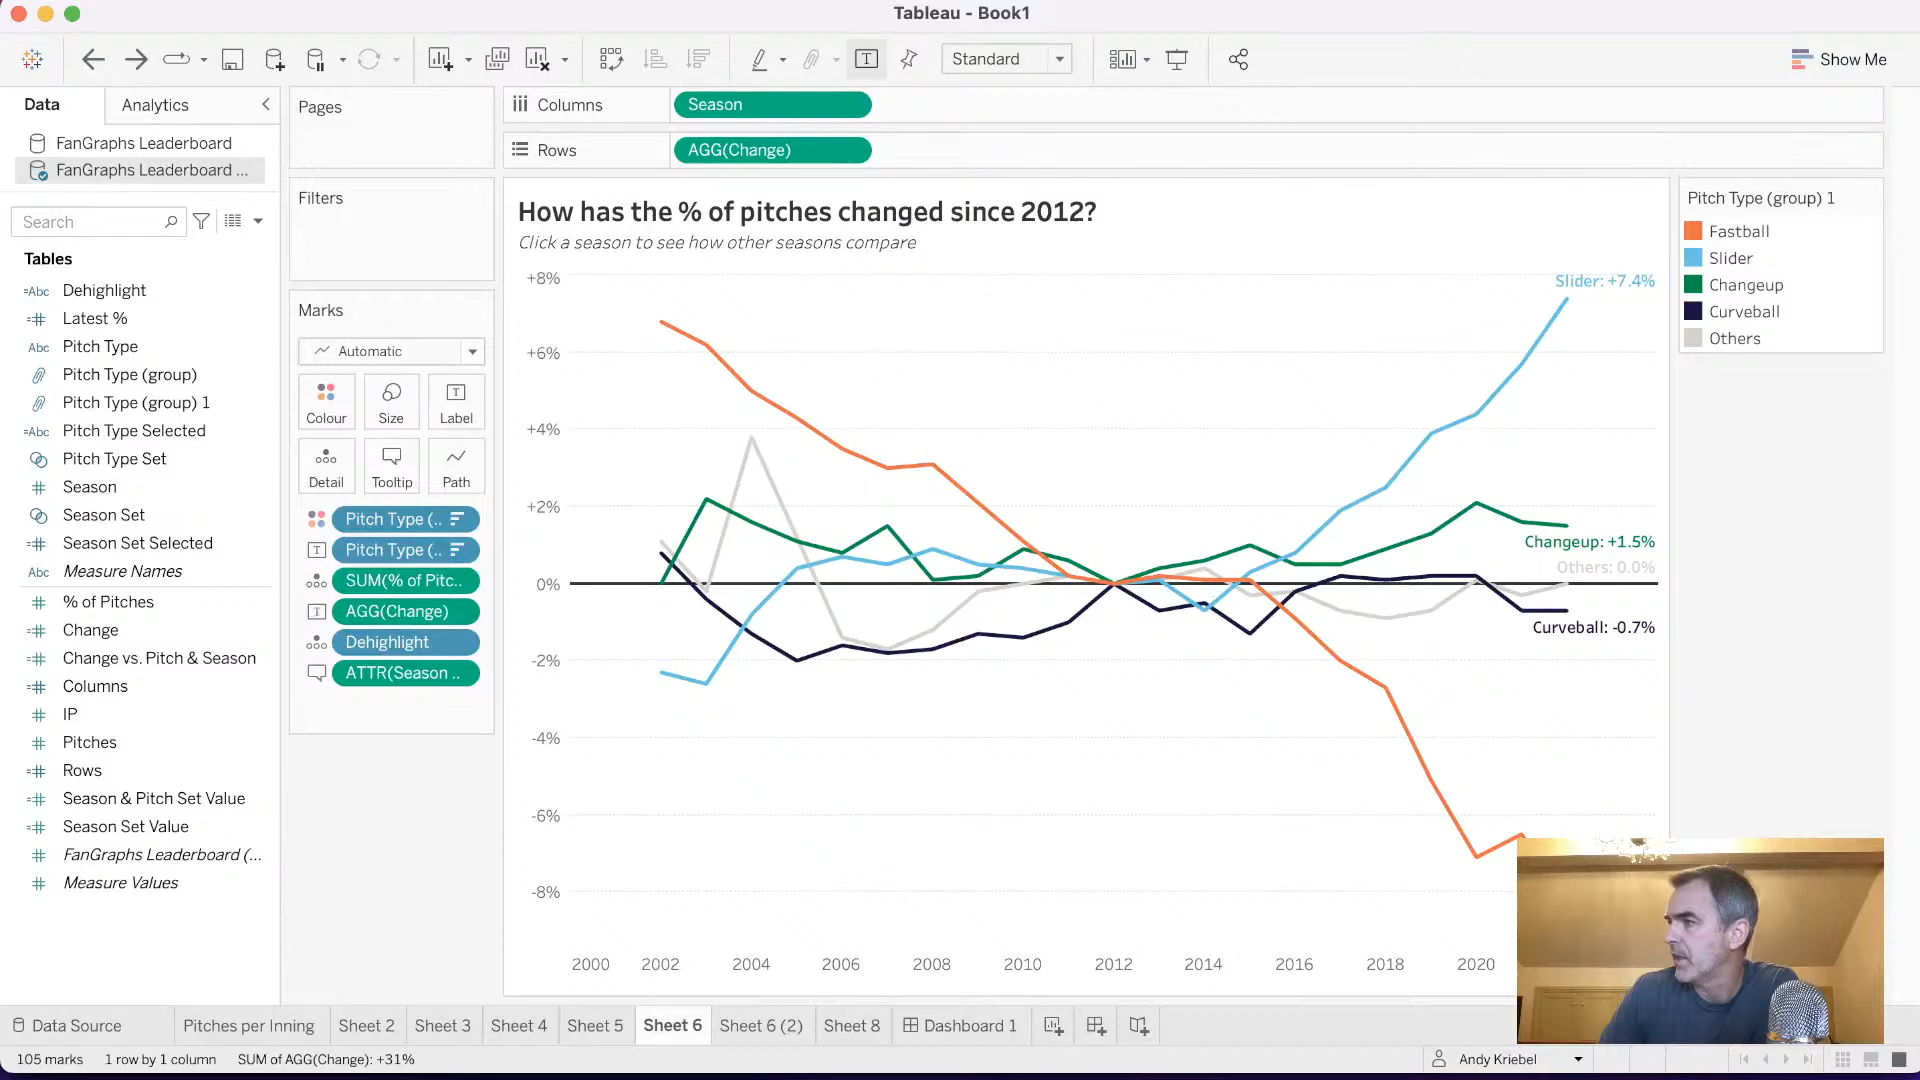 Tableau - Book1
Standard
Show Me
Data
Analytics
FanGraphs Leaderboard
FanGraphs Leaderboard ...
Search
Tables
Abc Dehighlight
Latest %
Abc Pitch Type
Pitch Type (group)
Pitch Type (group) 1
Abc Pitch Type Selected
Pitch Type Set
Season
Season Set
Season Set Selected
Abc Measure Names
% of Pitches
Change
Change vs. Pitch & Season
Columns
IP
Pitches
Rows
Season & Pitch Set Value
Season Set Value
FanGraphs Leaderboard (...
Measure Values
Pages
Filters
Marks
Automatic
Colour
Size
Label
Detail
Tooltip
Path
Pitch Type (..
Pitch Type (..
SUM(% of Pitc..
AGG(Change)
Dehighlight
ATTR(Season ..
Columns
Season
Rows
AGG(Change)
How has the % of pitches changed since 2012?
Click a season to see how other seasons compare
+8%
+6%
+4%
+2%
0%
-2%
-4%
-6%
-8%
Slider: +7.4%
Changeup: +1.5%
Others: 0.0%
Curveball: -0.7%
2000 2002 2004 2006 2008 2010 2012 2014 2016 2018 2020
Pitch Type (group) 1
Fastball
Slider
Changeup
Curveball
Others
Data Source
Pitches per Inning
Sheet 2
Sheet 3
Sheet 4
Sheet 5
Sheet 6
Sheet 6 (2)
Sheet 8
Dashboard 1
105 marks
1 row by 1 column
SUM of AGG(Change): +31%
Andy Kriebel